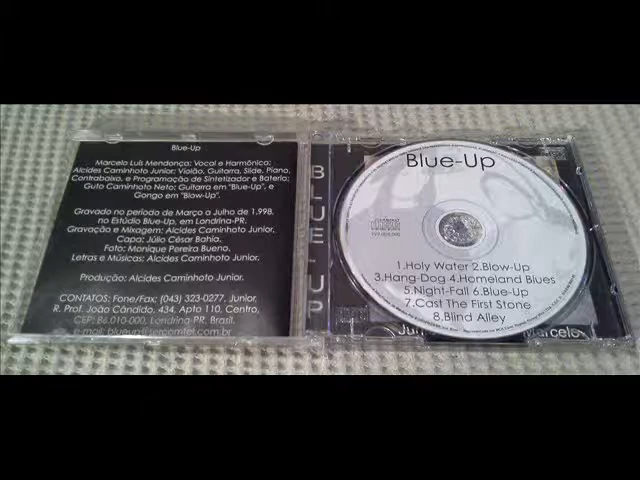 Blue-Up
Marcelo Luís Mendonça: Vocal e Harmônica;
Alcides Caminhoto Junior: Violão, Guitarra, Slide, Piano,
Contrabaixo, e Programação de Sintetizador e Bateria;
Guto Caminhoto Neto: Guitarra em "Blue-Up", e
Gongo em "Blow-Up".
Gravado no período de Março a Julho de 1.998,
no Estúdio Blue-Up, em Londrina-PR.
Gravação e Mixagem: Alcides Caminhoto Junior.
Capa: Júlio César Bahia.
Foto: Monique Pereira Bueno.
Letras e Músicas: Alcides Caminhoto Junior.
Produção: Alcides Caminhoto Junior.
CONTATOS: Fone/Fax: (043) 323-0277, Junior,
R. Prof. João Cândido, 434, Apto 110, Centro,
CEP: 86.010-000, Londrina-PR, Brasil.
e-mail: blueup@sercomtel.com.br
BLUE-UP
Blue-Up
1.Holy Water 2.Blow-Up
3.Hang-Dog 4.Homeland Blues
5.Night-Fall 6.Blue-Up
7.Cast The First Stone
8.Blind Alley
Marcelo